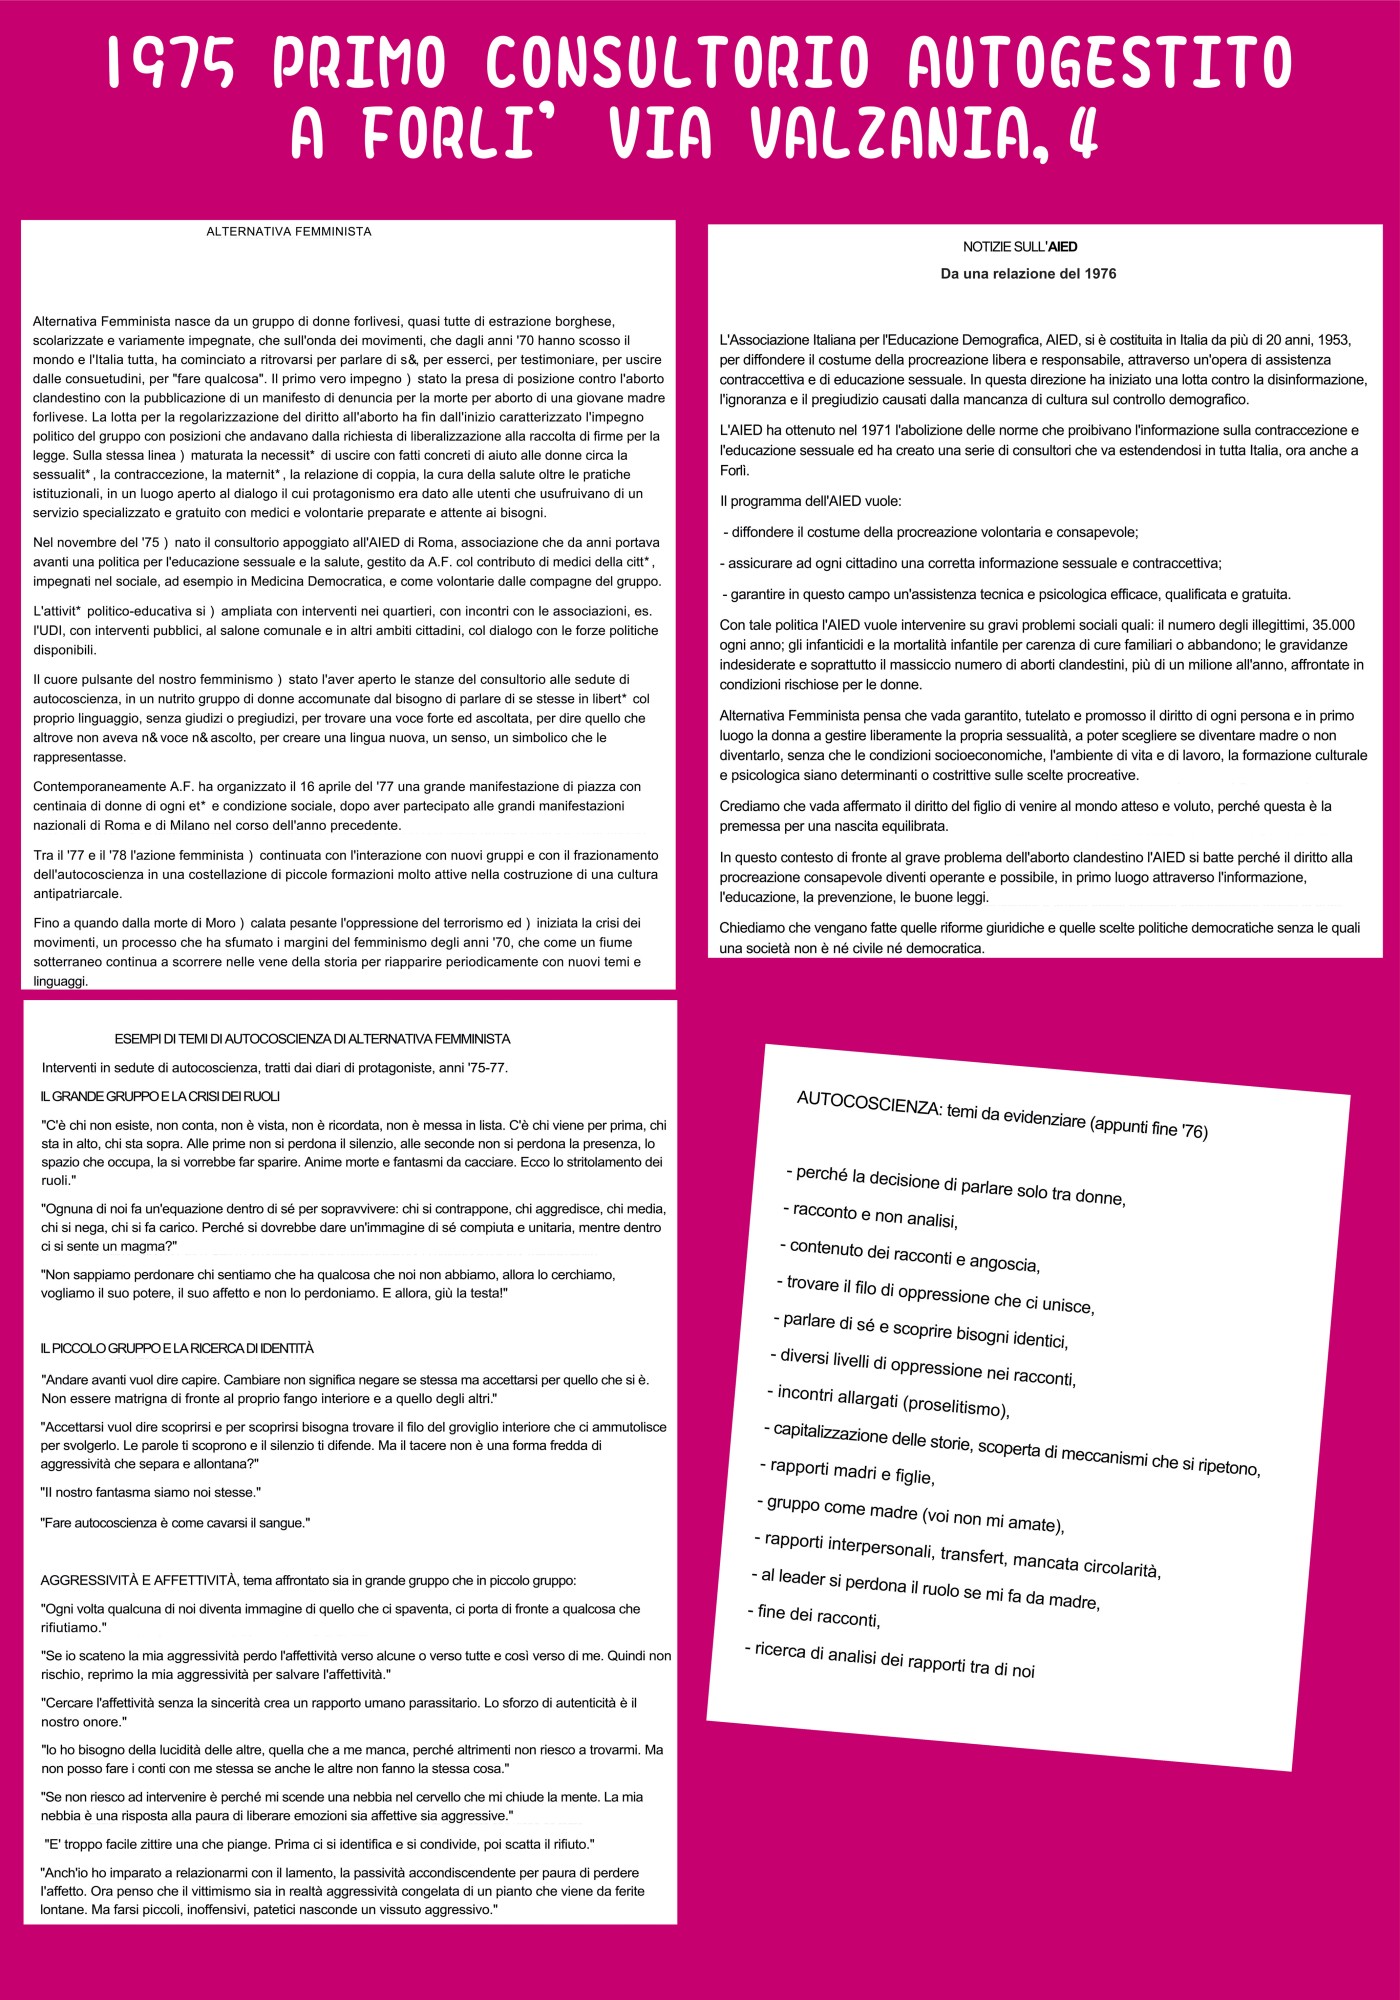 1975 PRIMO CONSULTORIO AUTOGESTITO
A FORLI' VIA VALZANIA, 4
ALTERNATIVA FEMMINISTA
Alternativa Femminista nasce da un gruppo di donne forlivesi, quasi tutte di estrazione borghese,
scolarizzate e variamente impegnate, che sull'onda dei movimenti, che dagli anni '70 hanno scosso il
mondo e l'Italia tutta, ha cominciato a ritrovarsi per parlare di s&, per esserci, per testimoniare, per uscire
dalle consuetudini, per "fare qualcosa". Il primo vero impegno ) stato la presa di posizione contro l'aborto
clandestino con la pubblicazione di un manifesto di denuncia per la morte per aborto di una giovane madre
forlivese. La lotta per la regolarizzazione del diritto all'aborto ha fin dall'inizio caratterizzato l'impegno
politico del gruppo con posizioni che andavano dalla richiesta di liberalizzazione alla raccolta di firme per la
legge. Sulla stessa linea ) maturata la necessit* di uscire con fatti concreti di aiuto alle donne circa la
sessualit*, la contraccezione, la maternit*, la relazione di coppia, la cura della salute oltre le pratiche
istituzionali, in un luogo aperto al dialogo il cui protagonismo era dato alle utenti che usufruivano di un
servizio specializzato e gratuito con medici e volontarie preparate e attente ai bisogni.
Nel novembre del '75 ) nato il consultorio appoggiato all'AIED di Roma, associazione che da anni portava
avanti una politica per l'educazione sessuale e la salute, gestito da A.F. col contributo di medici della citt*,
impegnati nel sociale, ad esempio in Medicina Democratica, e come volontarie dalle compagne del gruppo.
L'attivit* politico-educativa si ) ampliata con interventi nei quartieri, con incontri con le associazioni, es.
l'UDI, con interventi pubblici, al salone comunale e in altri ambiti cittadini, col dialogo con le forze politiche
disponibili.
Il cuore pulsante del nostro femminismo ) stato l'aver aperto le stanze del consultorio alle sedute di
autocoscienza, in un nutrito gruppo di donne accomunate dal bisogno di parlare di se stesse in libert* col
proprio linguaggio, senza giudizi o pregiudizi, per trovare una voce forte ed ascoltata, per dire quello che
altrove non aveva n& voce n& ascolto, per creare una lingua nuova, un senso, un simbolico che le
rappresentasse.
Contemporaneamente A.F. ha organizzato il 16 aprile del '77 una grande manifestazione di piazza con
centinaia di donne di ogni et* e condizione sociale, dopo aver partecipato alle grandi manifestazioni
nazionali di Roma e di Milano nel corso dell'anno precedente.
Tra il '77 e il '78 l'azione femminista ) continuata con l'interazione con nuovi gruppi e con il frazionamento
dell'autocoscienza in una costellazione di piccole formazioni molto attive nella costruzione di una cultura
antipatriarcale.
Fino a quando dalla morte di Moro ) calata pesante l'oppressione del terrorismo ed ) iniziata la crisi dei
movimenti, un processo che ha sfumato i margini del femminismo degli anni '70, che come un fiume
sotterraneo continua a scorrere nelle vene della storia per riapparire periodicamente con nuovi temi e
linguaggi.
NOTIZIE SULL'AIED
Da una relazione del 1976
L'Associazione Italiana per l'Educazione Demografica, AIED, si è costituita in Italia da più di 20 anni, 1953,
per diffondere il costume della procreazione libera e responsabile, attraverso un'opera di assistenza
contraccettiva e di educazione sessuale. In questa direzione ha iniziato una lotta contro la disinformazione,
l'ignoranza e il pregiudizio causati dalla mancanza di cultura sul controllo demografico.
L'AIED ha ottenuto nel 1971 l'abolizione delle norme che proibivano l'informazione sulla contraccezione e
l'educazione sessuale ed ha creato una serie di consultori che va estendendosi in tutta Italia, ora anche a
Forlì.
Il programma dell'AIED vuole:
- diffondere il costume della procreazione volontaria e consapevole;
- assicurare ad ogni cittadino una corretta informazione sessuale e contraccettiva;
- garantire in questo campo un'assistenza tecnica e psicologica efficace, qualificata e gratuita.
Con tale politica l'AIED vuole intervenire su gravi problemi sociali quali: il numero degli illegittimi, 35.000
ogni anno; gli infanticidi e la mortalità infantile per carenza di cure familiari o abbandono; le gravidanze
indesiderate e soprattutto il massiccio numero di aborti clandestini, più di un milione all'anno, affrontate in
condizioni rischiose per le donne.
Alternativa Femminista pensa che vada garantito, tutelato e promosso il diritto di ogni persona e in primo
luogo la donna a gestire liberamente la propria sessualità, a poter scegliere se diventare madre o non
diventarlo, senza che le condizioni socioeconomiche, l'ambiente di vita e di lavoro, la formazione culturale
e psicologica siano determinanti o costrittive sulle scelte procreative.
Crediamo che vada affermato il diritto del figlio di venire al mondo atteso e voluto, perché questa è la
premessa per una nascita equilibrata.
In questo contesto di fronte al grave problema dell'aborto clandestino l'AIED si batte perché il diritto alla
procreazione consapevole diventi operante e possibile, in primo luogo attraverso l'informazione,
l'educazione, la prevenzione, le buone leggi.
Chiediamo che vengano fatte quelle riforme giuridiche e quelle scelte politiche democratiche senza le quali
una società non è né civile né democratica.
ESEMPI DI TEMI DI AUTOCOSCIENZA DI ALTERNATIVA FEMMINISTA
Interventi in sedute di autocoscienza, tratti dai diari di protagoniste, anni '75-77.
IL GRANDE GRUPPO E LA CRISI DEI RUOLI
"C'è chi non esiste, non conta, non è vista, non è ricordata, non è messa in lista. C'è chi viene per prima, chi
sta in alto, chi sta sopra. Alle prime non si perdona il silenzio, alle seconde non si perdona la presenza, lo
spazio che occupa, la si vorrebbe far sparire. Anime morte e fantasmi da cacciare. Ecco lo stritolamento dei
ruoli."
"Ognuna di noi fa un'equazione dentro di sé per sopravvivere: chi si contrappone, chi aggredisce, chi media,
chi si nega, chi si fa carico. Perché si dovrebbe dare un'immagine di sé compiuta e unitaria, mentre dentro
ci si sente un magma?"
"Non sappiamo perdonare chi sentiamo che ha qualcosa che noi non abbiamo, allora lo cerchiamo,
vogliamo il suo potere, il suo affetto e non lo perdoniamo. E allora, giù la testa!"
IL PICCOLO GRUPPO E LA RICERCA DI IDENTITÀ
"Andare avanti vuol dire capire. Cambiare non significa negare se stessa ma accettarsi per quello che si è.
Non essere matrigna di fronte al proprio fango interiore e a quello degli altri."
"Accettarsi vuol dire scoprirsi e per scoprirsi bisogna trovare il filo del groviglio interiore che ci ammutolisce
per svolgerlo. Le parole ti scoprono e il silenzio ti difende. Ma il tacere non è una forma fredda di
aggressività che separa e allontana?"
"Il nostro fantasma siamo noi stesse."
"Fare autocoscienza è come cavarsi il sangue."
AGGRESSIVITÀ E AFFETTIVITÀ, tema affrontato sia in grande gruppo che in piccolo gruppo:
"Ogni volta qualcuna di noi diventa immagine di quello che ci spaventa, ci porta di fronte a qualcosa che
rifiutiamo."
"Se io scateno la mia aggressività perdo l'affettività verso alcune o verso tutte e così verso di me. Quindi non
rischio, reprimo la mia aggressività per salvare l'affettività."
"Cercare l'affettività senza la sincerità crea un rapporto umano parassitario. Lo sforzo di autenticità è il
nostro onore."
"Io ho bisogno della lucidità delle altre, quella che a me manca, perché altrimenti non riesco a trovarmi. Ma
non posso fare i conti con me stessa se anche le altre non fanno la stessa cosa."
"Se non riesco ad intervenire è perché mi scende una nebbia nel cervello che mi chiude la mente. La mia
nebbia è una risposta alla paura di liberare emozioni sia affettive sia aggressive."
"E' troppo facile zittire una che piange. Prima ci si identifica e si condivide, poi scatta il rifiuto."
"Anch'io ho imparato a relazionarmi con il lamento, la passività accondiscendente per paura di perdere
l'affetto. Ora penso che il vittimismo sia in realtà aggressività congelata di un pianto che viene da ferite
lontane. Ma farsi piccoli, inoffensivi, patetici nasconde un vissuto aggressivo."
AUTOCOSCIENZA: temi da evidenziare (appunti fine '76)
- perché la decisione di parlare solo tra donne,
- racconto e non analisi,
- contenuto dei racconti e angoscia,
- trovare il filo di oppressione che ci unisce,
- parlare di sé e scoprire bisogni identici,
- diversi livelli di oppressione nei racconti,
- incontri allargati (proselitismo),
- capitalizzazione delle storie, scoperta di meccanismi che si ripetono,
- rapporti madri e figlie,
- gruppo come madre (voi non mi amate),
- rapporti interpersonali, transfert, mancata circolarità,
- al leader si perdona il ruolo se mi fa da madre,
- fine dei racconti,
- ricerca di analisi dei rapporti tra di noi